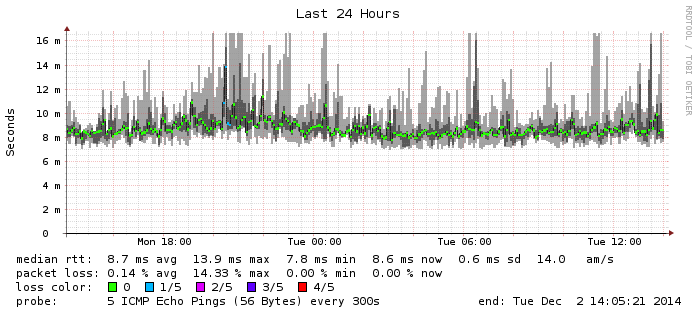 Last 24 Hours
RRDTOOL / TOBI OETIKER
Seconds
16 m
14 m
12 m
10 m
8 m
6 m
4 m
2 m
0
Mon 18:00 Tue 00:00 Tue 06:00 Tue 12:00
median rtt: 8.7 ms avg 13.9 ms max 7.8 ms min 8.6 ms now 0.6 ms sd 14.0 am/s
packet loss: 0.14 % avg 14.33 % max 0.00 % min 0.00 % now
loss color: 0 1/5 2/5 3/5 4/5
probe: 5 ICMP Echo Pings (56 Bytes) every 300s end: Tue Dec 2 14:05:21 2014